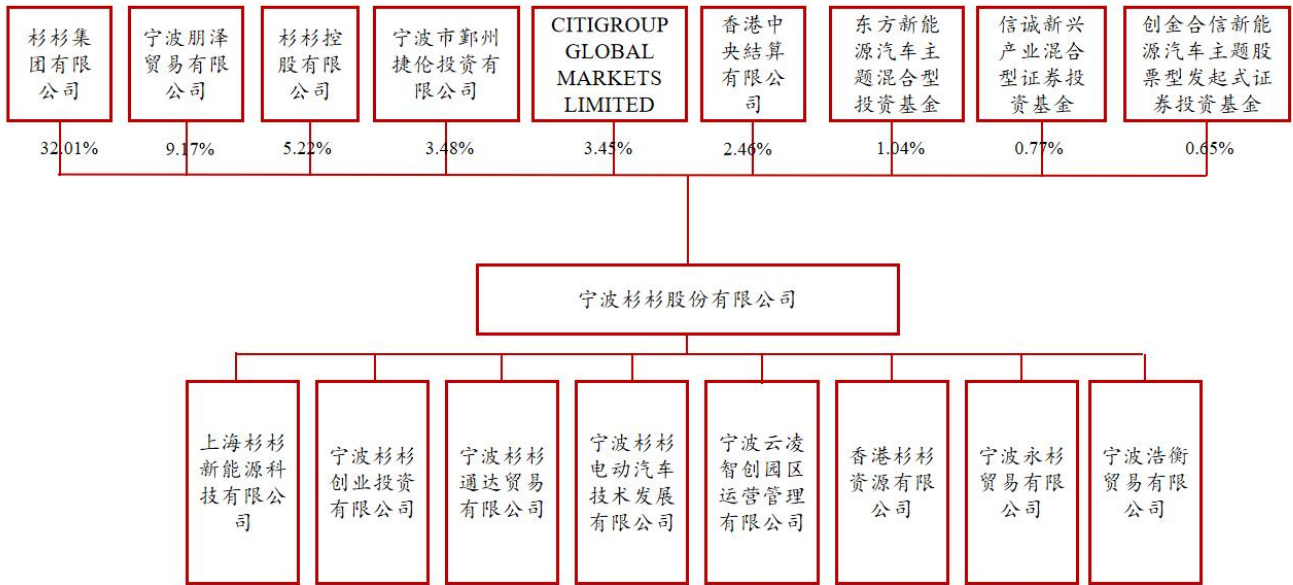 杉杉集
团有限
公司
宁波朋泽
贸易有限
公司
杉杉控
股有限
公司
宁波市鄞州
捷伦投资有
限公司
CITIGROUP
GLOBAL
MARKETS
LIMITED
香港中
央结算
有限公
司
东方新能
源汽车主
题混合型
投资基金
信诚新兴
产业混合
型证券投
资基金
创金合信新能
源汽车主题股
票型发起式证
券投资基金
32.01%
9.17%
5.22%
3.48%
3.45%
2.46%
1.04%
0.77%
0.65%
宁波杉杉股份有限公司
上海杉杉
新能源科
技有限公
司
宁波杉杉
创业投资
有限公司
宁波杉杉
通达贸易
有限公司
宁波杉杉
电动汽车
技术发展
有限公司
宁波云凌
智创园区
运营管理
有限公司
香港杉杉
资源有限
公司
宁波永杉
贸易有限
公司
宁波浩衡
贸易有限
公司